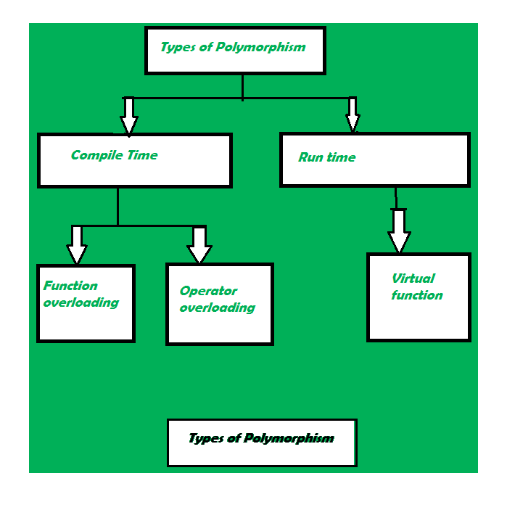 Types of Polymorphism
Compile Time
Run time
Function
overloading
Operator
overloading
Virtual
function
Types of Polymorphism